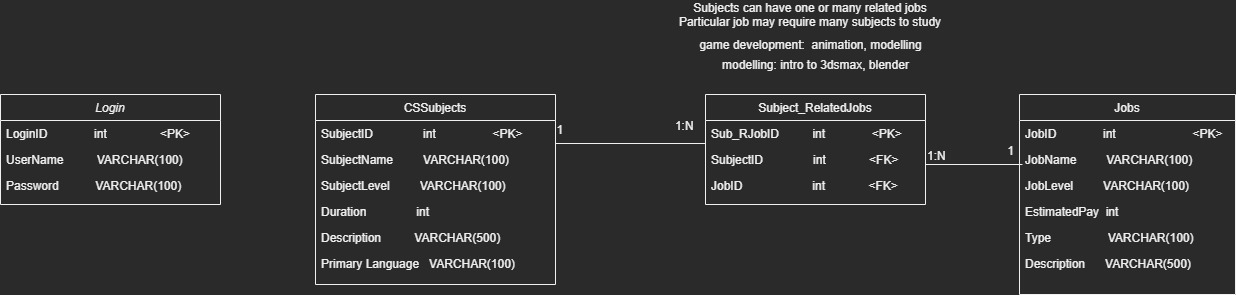 Subjects can have one or many related jobs
Particular job may require many subjects to study
game development:  animation, modelling
modelling: intro to 3dsmax, blender
Login
LoginID int <PK>
UserName VARCHAR(100)
Password VARCHAR(100)
CSSubjects
SubjectID int <PK>
SubjectName VARCHAR(100)
SubjectLevel VARCHAR(100)
Duration int
Description VARCHAR(500)
Primary Language VARCHAR(100)
1
1:N
Subject_RelatedJobs
Sub_RJobID int <PK>
SubjectID int <FK>
JobID int <FK>
1:N
1
Jobs
JobID int <PK>
JobName VARCHAR(100)
JobLevel VARCHAR(100)
EstimatedPay int
Type VARCHAR(100)
Description VARCHAR(500)